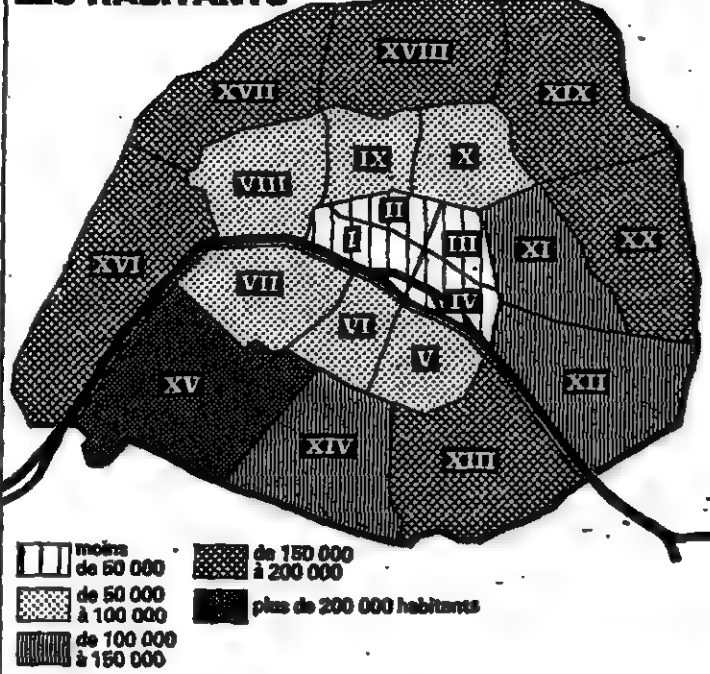 LES HABITANTS
XVIII
XVII
XIX
IX
X
VIII
II
I
III
XI
XX
XVI
VII
IV
VI
V
XII
XV
XIV
XIII
moins
de 50 000
de 50 000
à 100 000
de 100 000
à 150 000
de 150 000
à 200 000
plus de 200 000 habitants